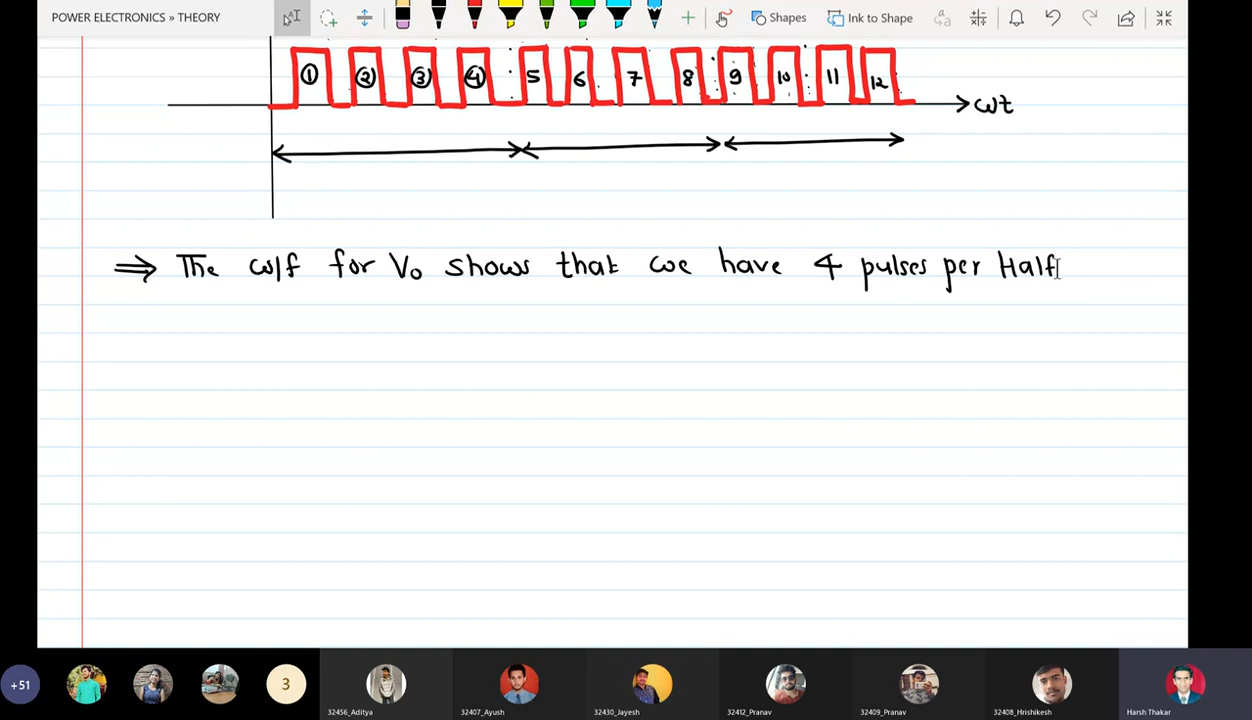 POWER ELECTRONICS » THEORY
Shapes
Ink to Shape
1 2 3 4 5 6 7 8 9 10 11 12
ωt
⇒ The w/f for Vo shows that we have 4 pulses per Half
+51
3
32456_Aditya
32407_Ayush
32430_Jayesh
32412_Pranav
32409_Pranav
32408_Hrishikesh
Harsh Thakar